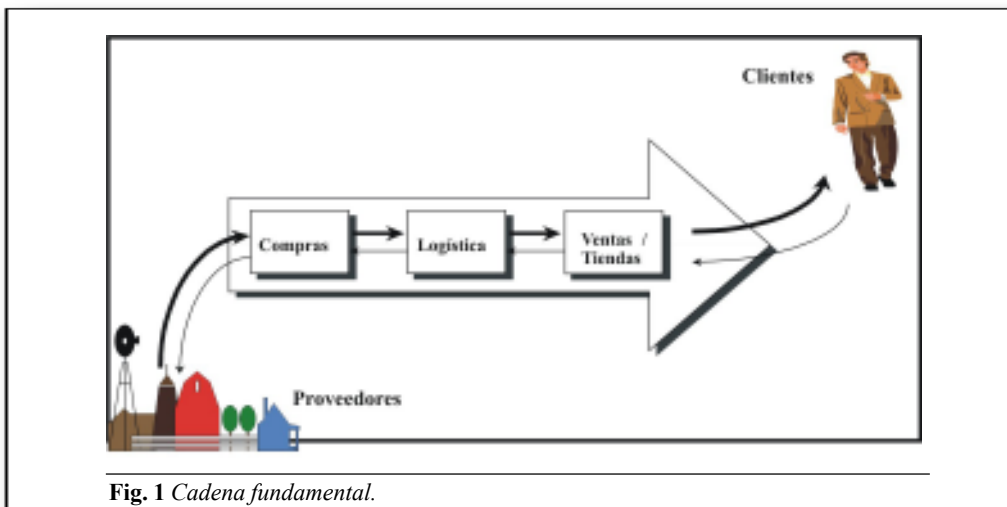 Clientes
Compras
Logística
Ventas /
Tiendas
Proveedores
Fig. 1 Cadena fundamental.